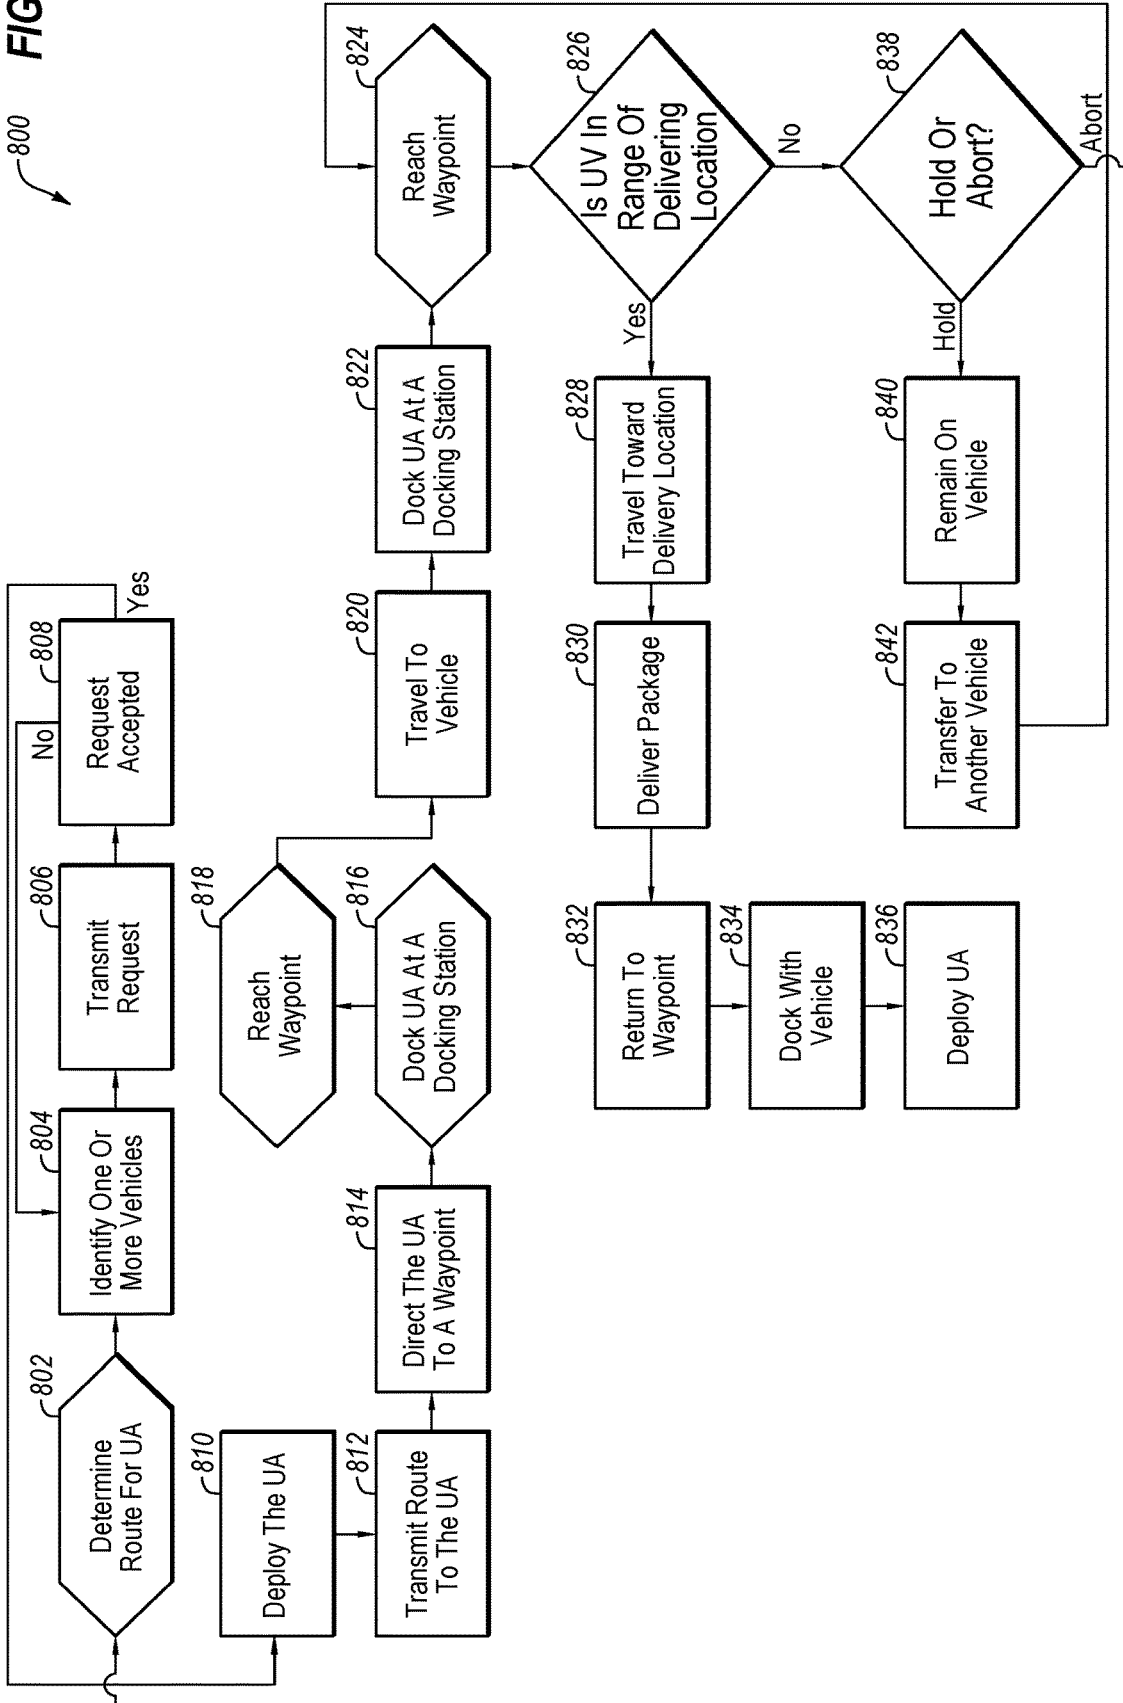 FIG
800
802
Determine
Route For UA
804
Identify One Or
More Vehicles
806
Transmit
Request
808
Request
Accepted
No
Yes
810
Deploy The UA
812
Transmit Route
To The UA
814
Direct The UA
To A Waypoint
816
Dock UA At A
Docking Station
818
Reach
Waypoint
820
Travel To
Vehicle
822
Dock UA At A
Docking Station
824
Reach
Waypoint
826
Is UV In
Range Of
Delivering
Location
Yes
No
828
Travel Toward
Delivery Location
830
Deliver Package
832
Return To
Waypoint
834
Dock With
Vehicle
836
Deploy UA
838
Hold Or
Abort?
Hold
Abort
840
Remain On
Vehicle
842
Transfer To
Another Vehicle